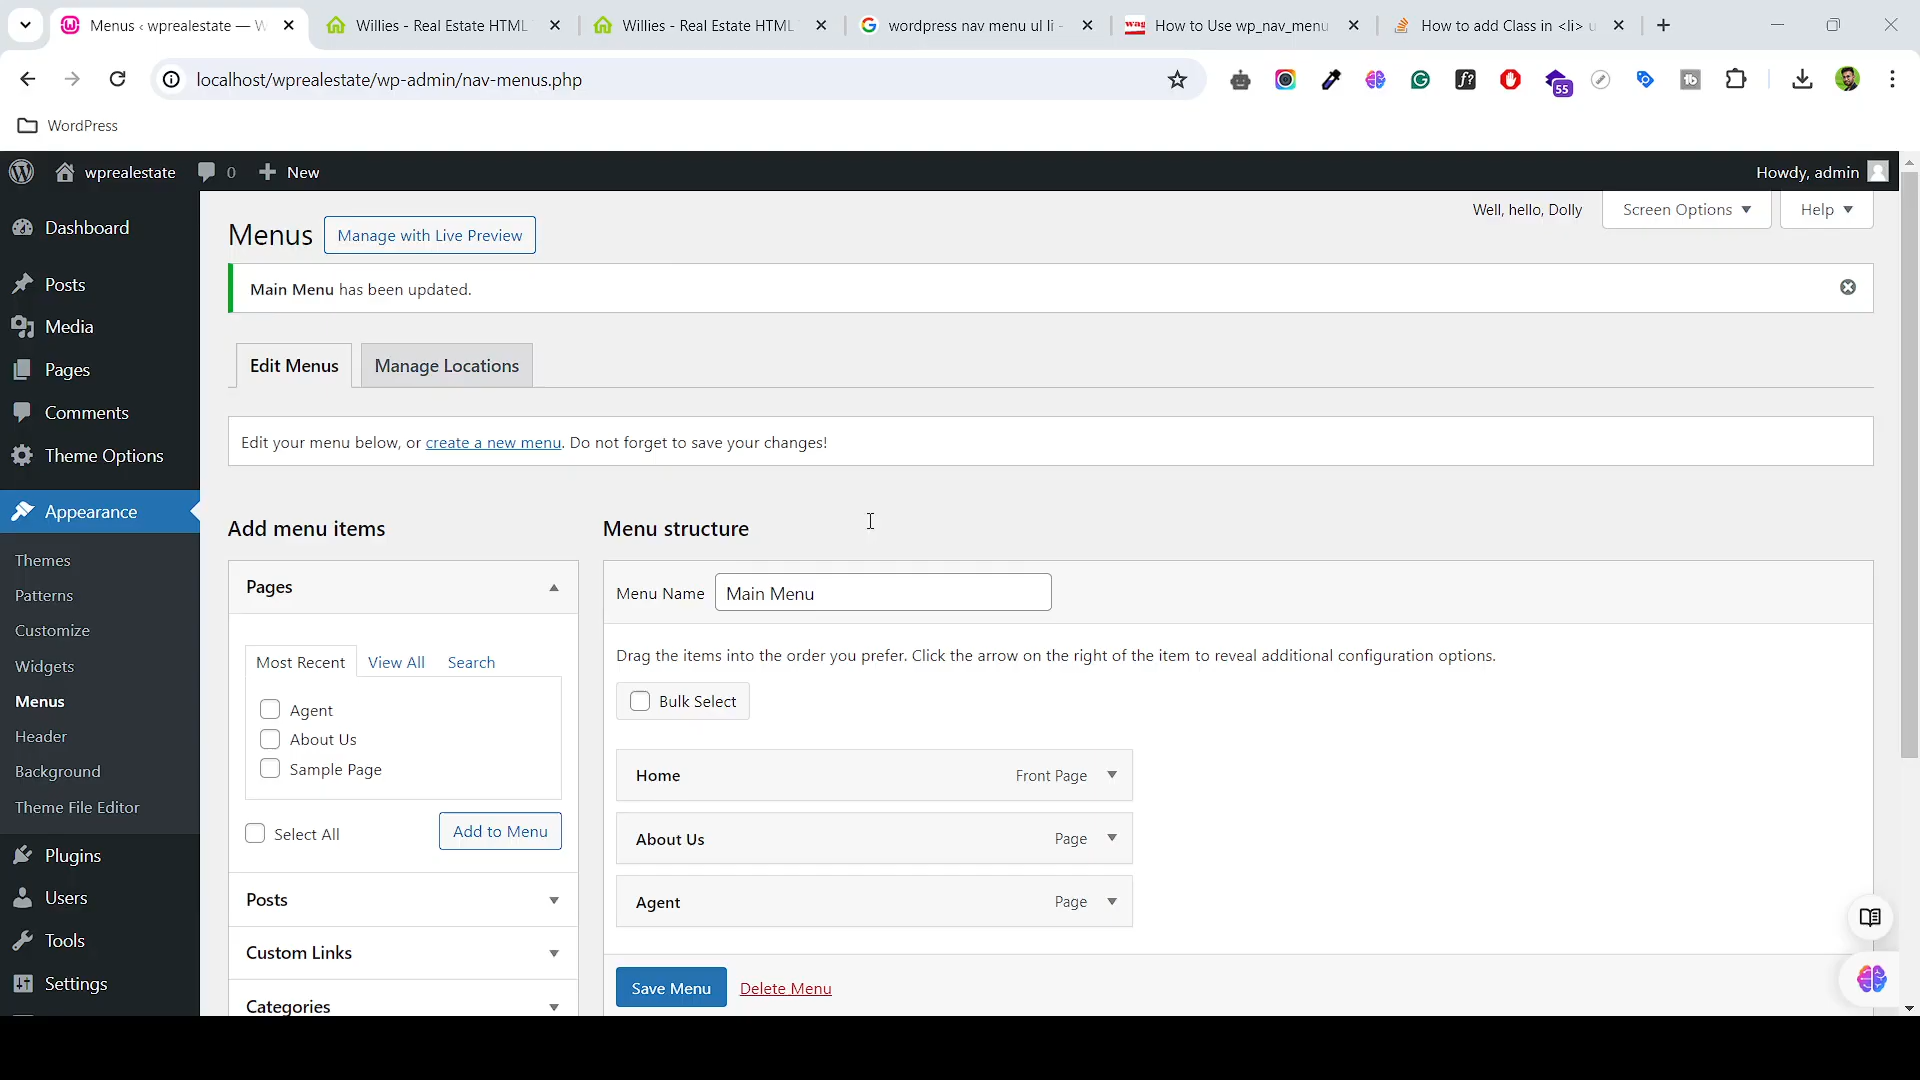 Menus ‹ wprealestate — W
Willies - Real Estate HTML
Willies - Real Estate HTML
wordpress nav menu ul li -
How to Use wp_nav_menu
How to add Class in <li> u
localhost/wprealestate/wp-admin/nav-menus.php
55
WordPress
wprealestate
0
New
Howdy, admin
Dashboard
Posts
Media
Pages
Comments
Theme Options
Appearance
Themes
Patterns
Customize
Widgets
Menus
Header
Background
Theme File Editor
Plugins
Users
Tools
Settings
Well, hello, Dolly
Screen Options
Help
Menus
Manage with Live Preview
Main Menu has been updated.
Edit Menus
Manage Locations
Edit your menu below, or create a new menu. Do not forget to save your changes!
Add menu items
Pages
Most Recent
View All
Search
Agent
About Us
Sample Page
Select All
Add to Menu
Posts
Custom Links
Categories
Menu structure
Menu Name
Main Menu
Drag the items into the order you prefer. Click the arrow on the right of the item to reveal additional configuration options.
Bulk Select
Home
Front Page
About Us
Page
Agent
Page
Save Menu
Delete Menu